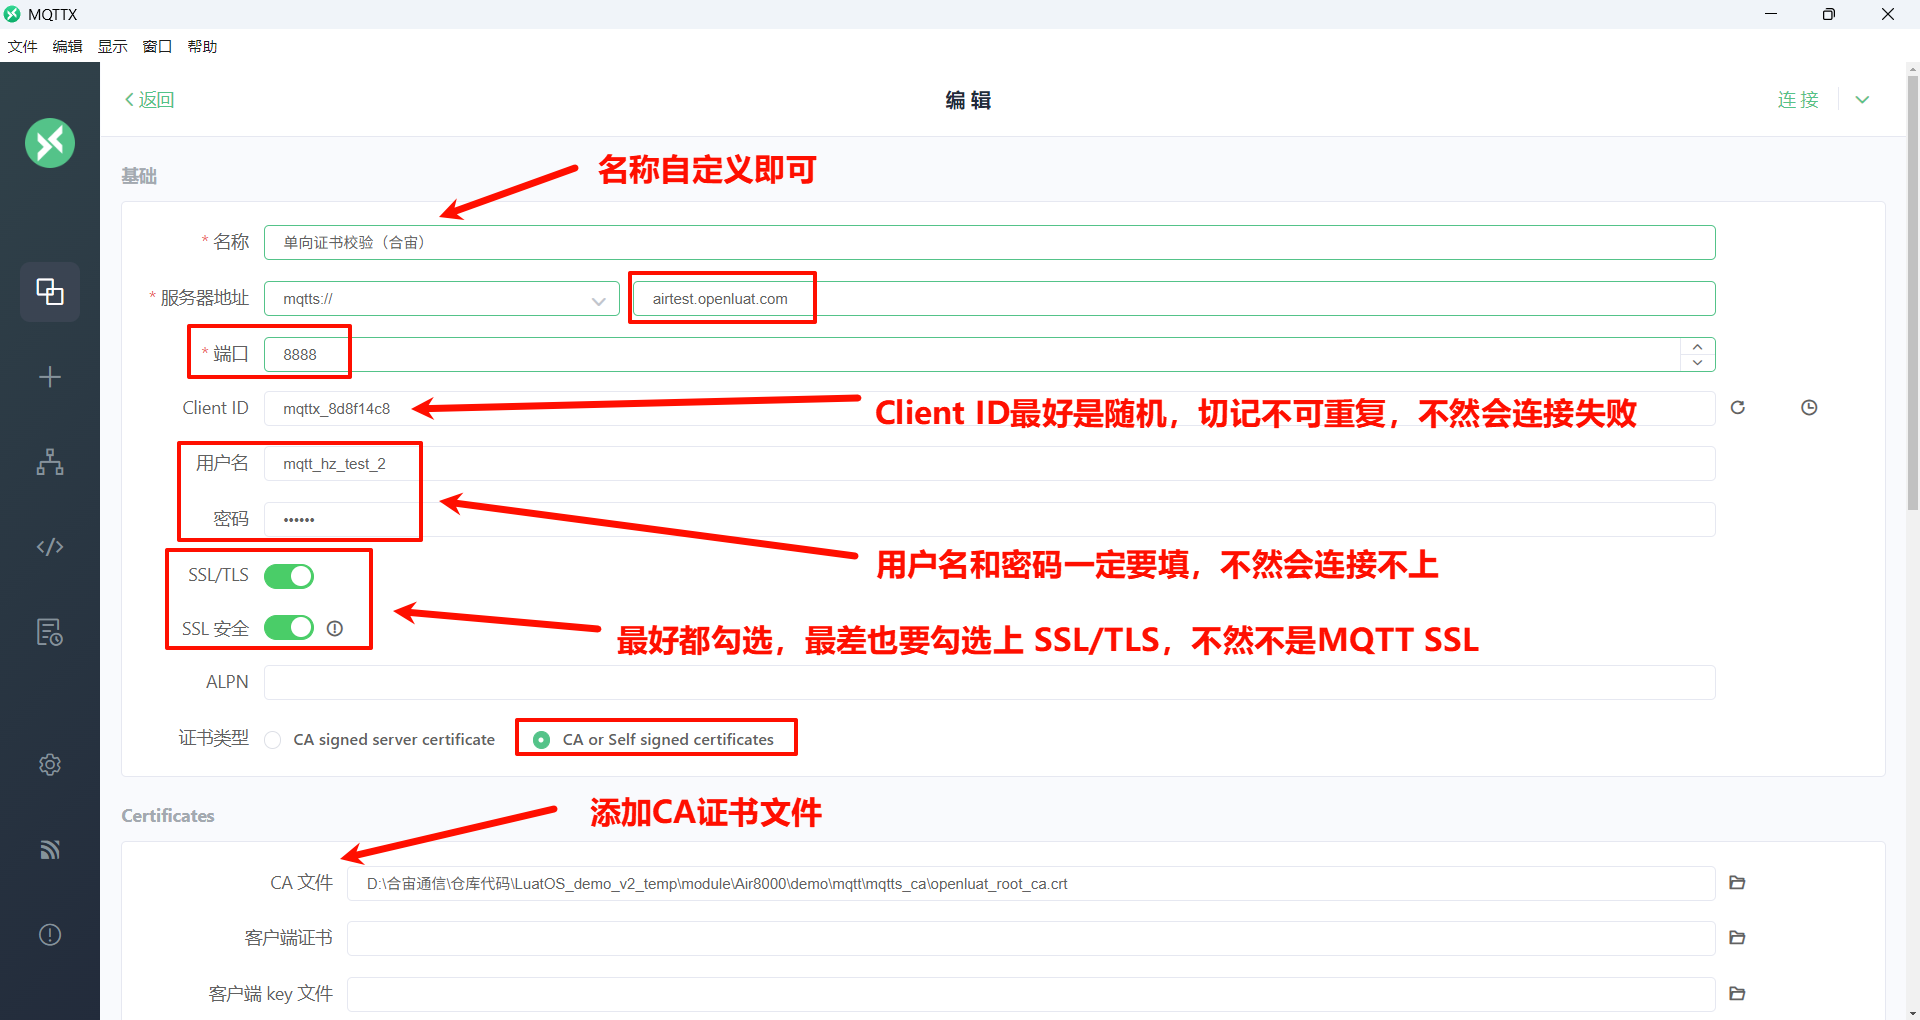 MQTTX
文件 编辑 显示 窗口 帮助
返回
编 辑
连 接
名称自定义即可
基础
* 名称 单向证书校验（合宙）
* 服务器地址 mqtts:// airtest.openluat.com
* 端口 8888
Client ID mqttx_8d8f14c8
Client ID最好是随机，切记不可重复，不然会连接失败
用户名 mqtt_hz_test_2
密码 ••••••
用户名和密码一定要填，不然会连接不上
SSL/TLS
SSL 安全
最好都勾选，最差也要勾选上 SSL/TLS，不然不是MQTT SSL
ALPN
证书类型 CA signed server certificate CA or Self signed certificates
添加CA证书文件
Certificates
CA 文件 D:\合宙通信\仓库代码\LuatOS_demo_v2_temp\module\Air8000\demo\mqtt\mqtts_ca\openluat_root_ca.crt
客户端证书
客户端 key 文件